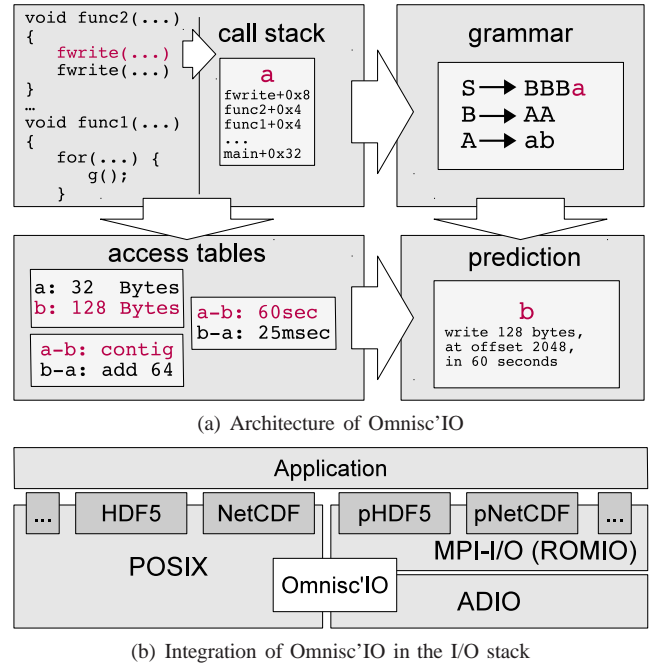 void func2(...)
{
fwrite(...)
fwrite(...)
}
…
void func1(...)
{
for(...) {
g();
}
call stack
a
fwrite+0x8
func2+0x4
func1+0x4
...
main+0x32
grammar
S → BBBa
B → AA
A → ab
access tables
a: 32 Bytes
b: 128 Bytes
a-b: 60sec
b-a: 25msec
a-b: contig
b-a: add 64
prediction
b
write 128 bytes,
at offset 2048,
in 60 seconds
(a) Architecture of Omnisc'IO
Application
... HDF5 NetCDF pHDF5 pNetCDF ...
POSIX
MPI-I/O (ROMIO)
Omnisc'IO
ADIO
(b) Integration of Omnisc'IO in the I/O stack